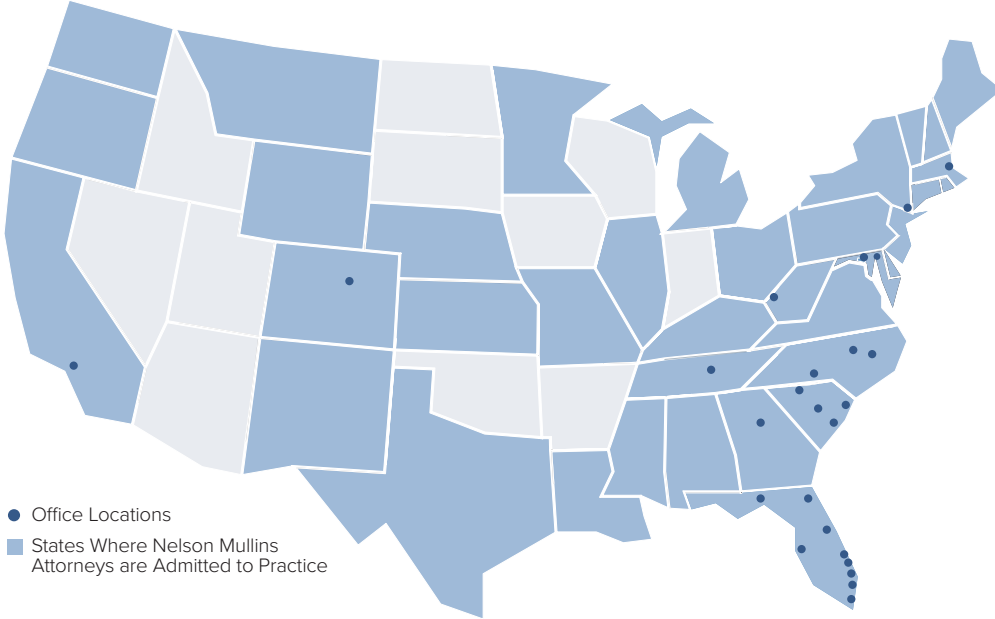 Office Locations
States Where Nelson Mullins
Attorneys are Admitted to Practice